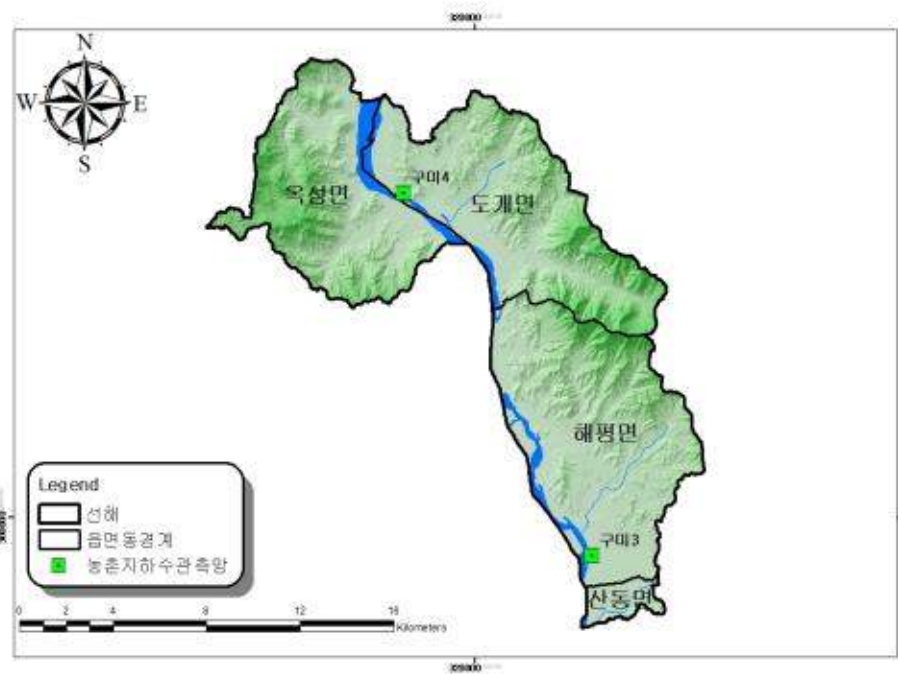 N
W
E
S
구미4
옥성면
도개면
해평면
구미3
산동면
Legend
선해
읍면동경계
농촌지하수관측망
0 2 4 8 12 16
Kilometers